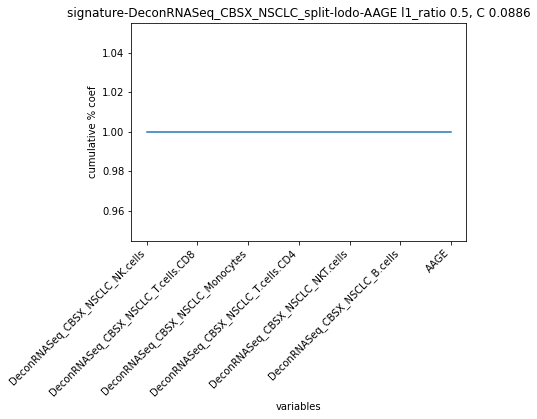 signature-DeconRNASeq_CBSX_NSCLC_split-lodo-AAGE l1_ratio 0.5, C 0.0886
cumulative % coef
1.04
1.02
1.00
0.98
0.96
DeconRNASeq_CBSX_NSCLC_NK.cells
DeconRNASeq_CBSX_NSCLC_T.cells.CD8
DeconRNASeq_CBSX_NSCLC_Monocytes
DeconRNASeq_CBSX_NSCLC_T.cells.CD4
DeconRNASeq_CBSX_NSCLC_NKT.cells
DeconRNASeq_CBSX_NSCLC_B.cells
AAGE
variables